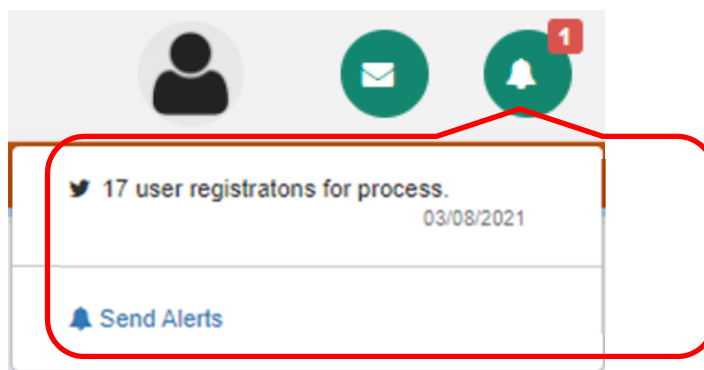 1
17 user registratons for process.
03/08/2021
Send Alerts